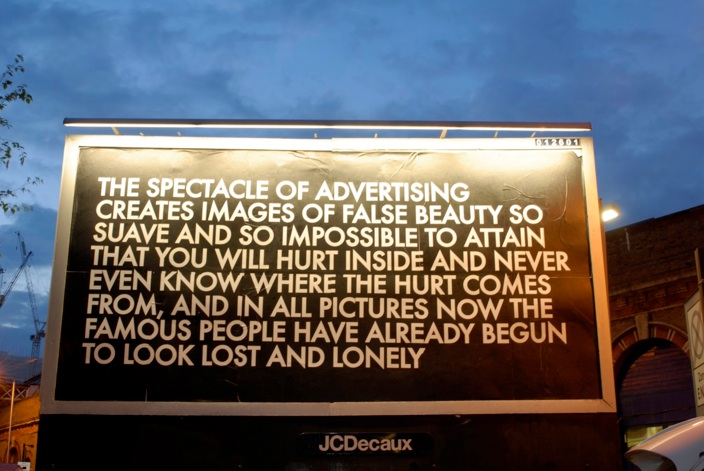 012601
THE SPECTACLE OF ADVERTISING
CREATES IMAGES OF FALSE BEAUTY SO
SUAVE AND SO IMPOSSIBLE TO ATTAIN
THAT YOU WILL HURT INSIDE AND NEVER
EVEN KNOW WHERE THE HURT COMES
FROM, AND IN ALL PICTURES NOW THE
FAMOUS PEOPLE HAVE ALREADY BEGUN
TO LOOK LOST AND LONELY
JCDecaux